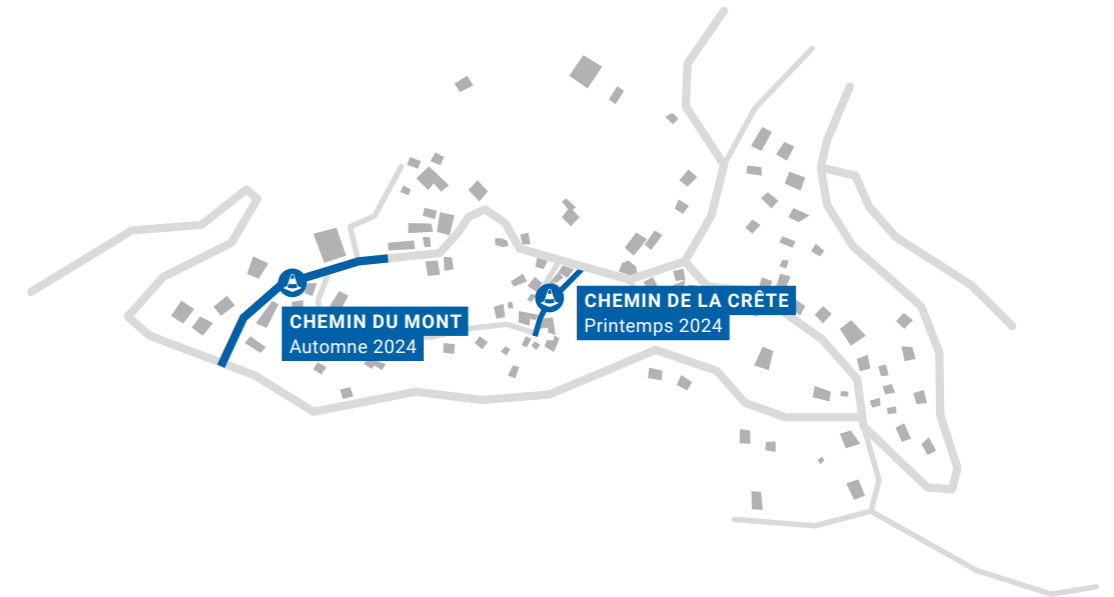 CHEMIN DU MONT
Automne 2024
CHEMIN DE LA CRÊTE
Printemps 2024